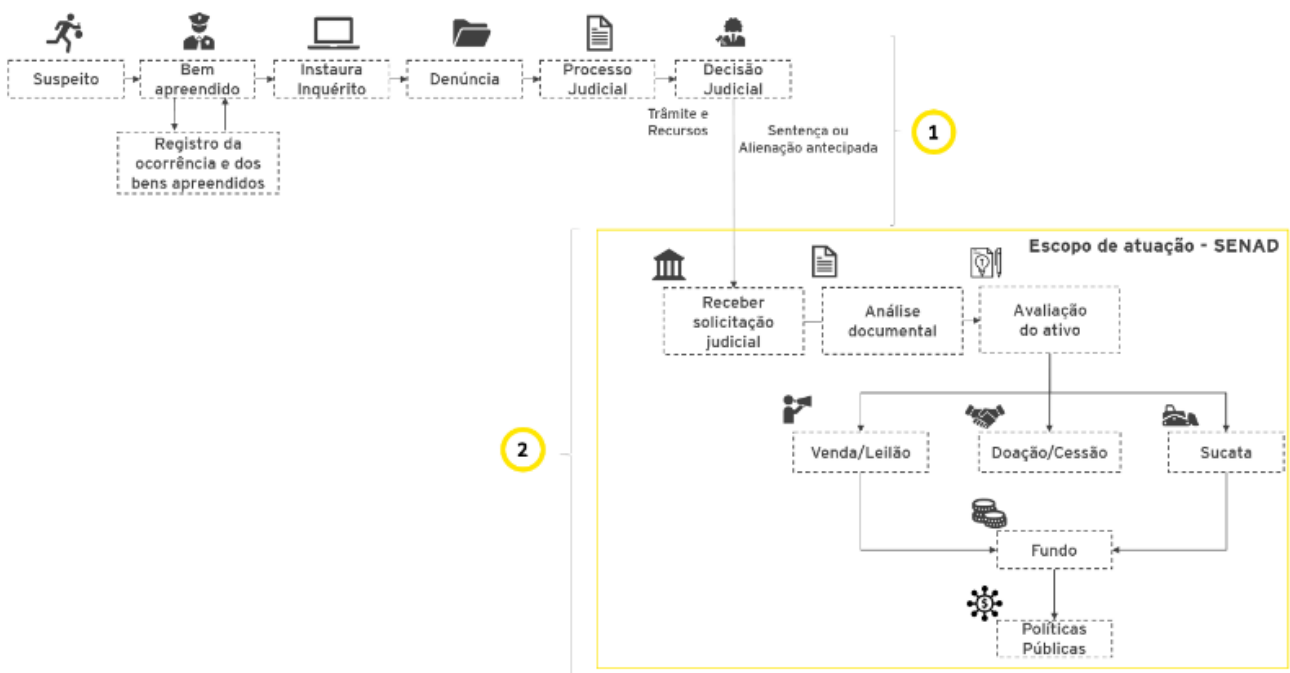 Suspeito
Bem
apreendido
Instaura
Inquérito
Denúncia
Processo
Judicial
Decisão
Judicial
Registro da
ocorrência e dos
bens apreendidos
Trâmite e
Recursos
Sentença ou
Alienação antecipada
1
2
Escopo de atuação - SENAD
Receber
solicitação
judicial
Análise
documental
Avaliação
do ativo
Venda/Leilão
Doação/Cessão
Sucata
Fundo
$
Políticas
Públicas